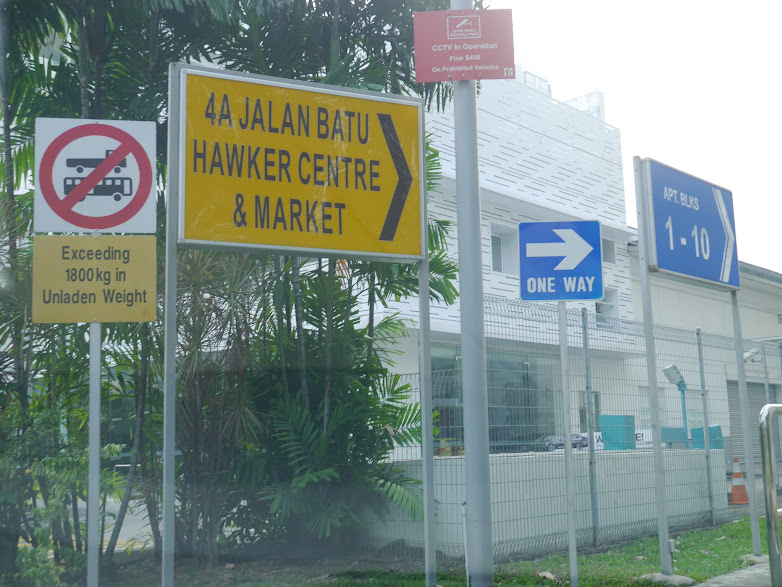 CCTV In Operation
Fine $400
On Prohibited Vehicles
4A JALAN BATU
HAWKER CENTRE
& MARKET
Exceeding
1800kg in
Unladen Weight
ONE WAY
APT. BLKS
1 - 10